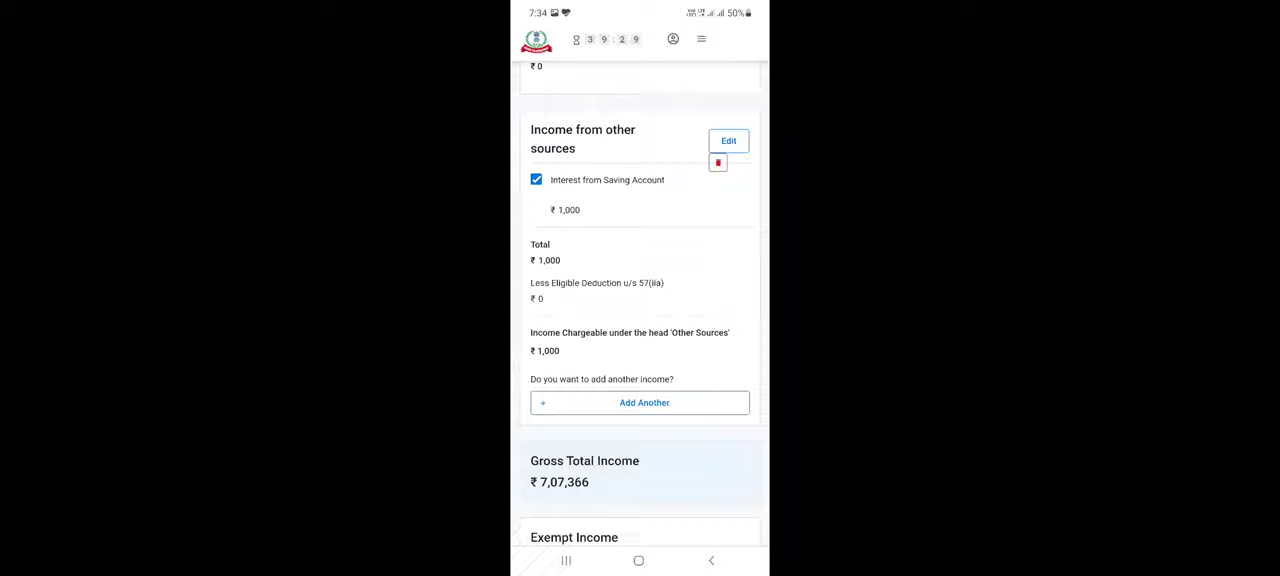 7:34 50%
3 9 : 2 9
₹ 0
Income from other
sources
Edit
Interest from Saving Account
₹ 1,000
Total
₹ 1,000
Less Eligible Deduction u/s 57(iia)
₹ 0
Income Chargeable under the head 'Other Sources'
₹ 1,000
Do you want to add another income?
+ Add Another
Gross Total Income
₹ 7,07,366
Exempt Income